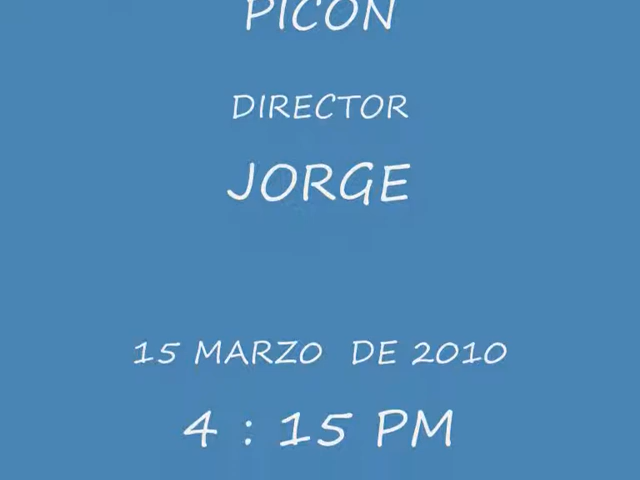 PICON
DIRECTOR
JORGE
15 MARZO DE 2010
4 : 15 PM